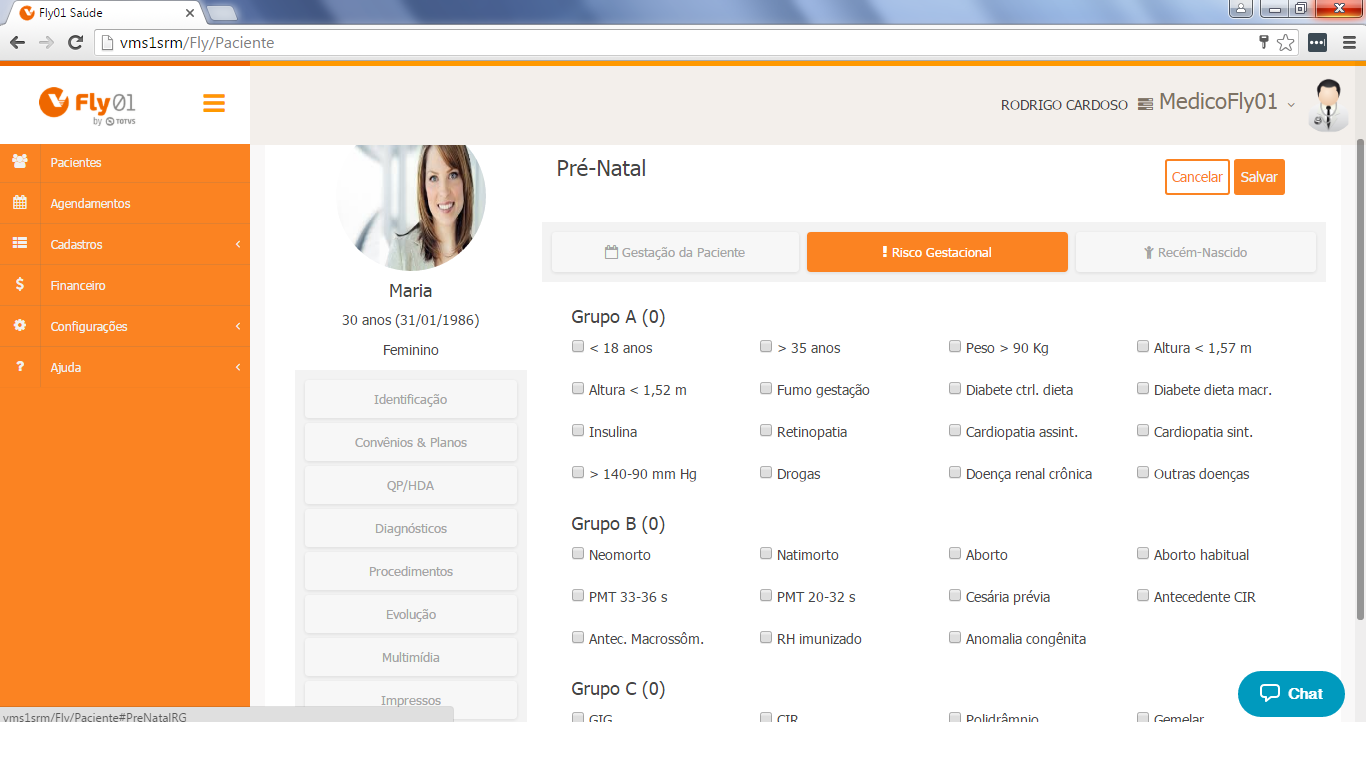 Fly01 Saúde
vms1srm/Fly/Paciente
Fly01
by TOTVS
RODRIGO CARDOSO MedicoFly01
Pacientes
Agendamentos
Cadastros
Financeiro
Configurações
Ajuda
Maria
30 anos (31/01/1986)
Feminino
Identificação
Convênios & Planos
QP/HDA
Diagnósticos
Procedimentos
Evolução
Multimídia
Impressos
Pré-Natal
Cancelar Salvar
Gestação da Paciente Risco Gestacional Recém-Nascido
Grupo A (0)
< 18 anos > 35 anos Peso > 90 Kg Altura < 1,57 m
Altura < 1,52 m Fumo gestação Diabete ctrl. dieta Diabete dieta macr.
Insulina Retinopatia Cardiopatia assint. Cardiopatia sint.
> 140-90 mm Hg Drogas Doença renal crônica Outras doenças
Grupo B (0)
Neomorto Natimorto Aborto Aborto habitual
PMT 33-36 s PMT 20-32 s Cesária prévia Antecedente CIR
Antec. Macrossôm. RH imunizado Anomalia congênita
Grupo C (0)
GIG CIR Polidrâmnio Gemelar
Chat
vms1srm/Fly/Paciente#PreNatalRG